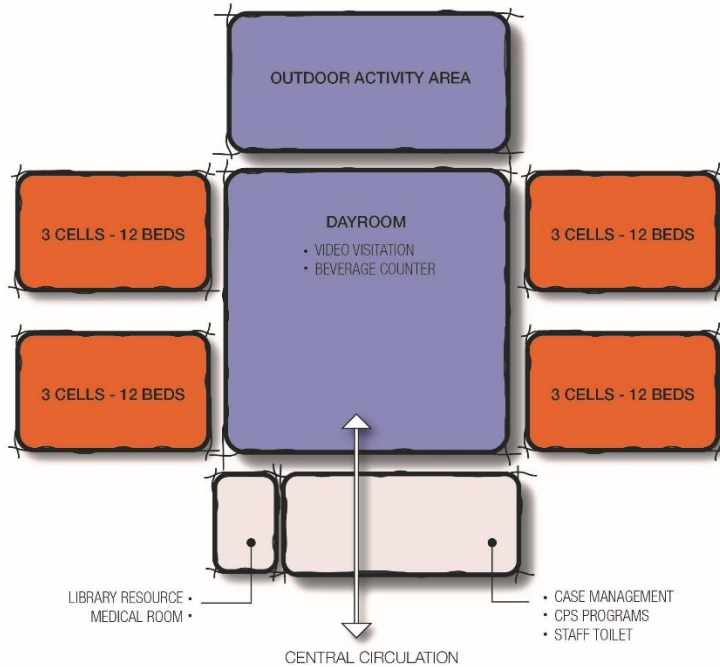 OUTDOOR ACTIVITY AREA
3 CELLS - 12 BEDS
DAYROOM
• VIDEO VISITATION
• BEVERAGE COUNTER
3 CELLS - 12 BEDS
3 CELLS - 12 BEDS
3 CELLS - 12 BEDS
LIBRARY RESOURCE •
MEDICAL ROOM •
• CASE MANAGEMENT
• CPS PROGRAMS
• STAFF TOILET
CENTRAL CIRCULATION